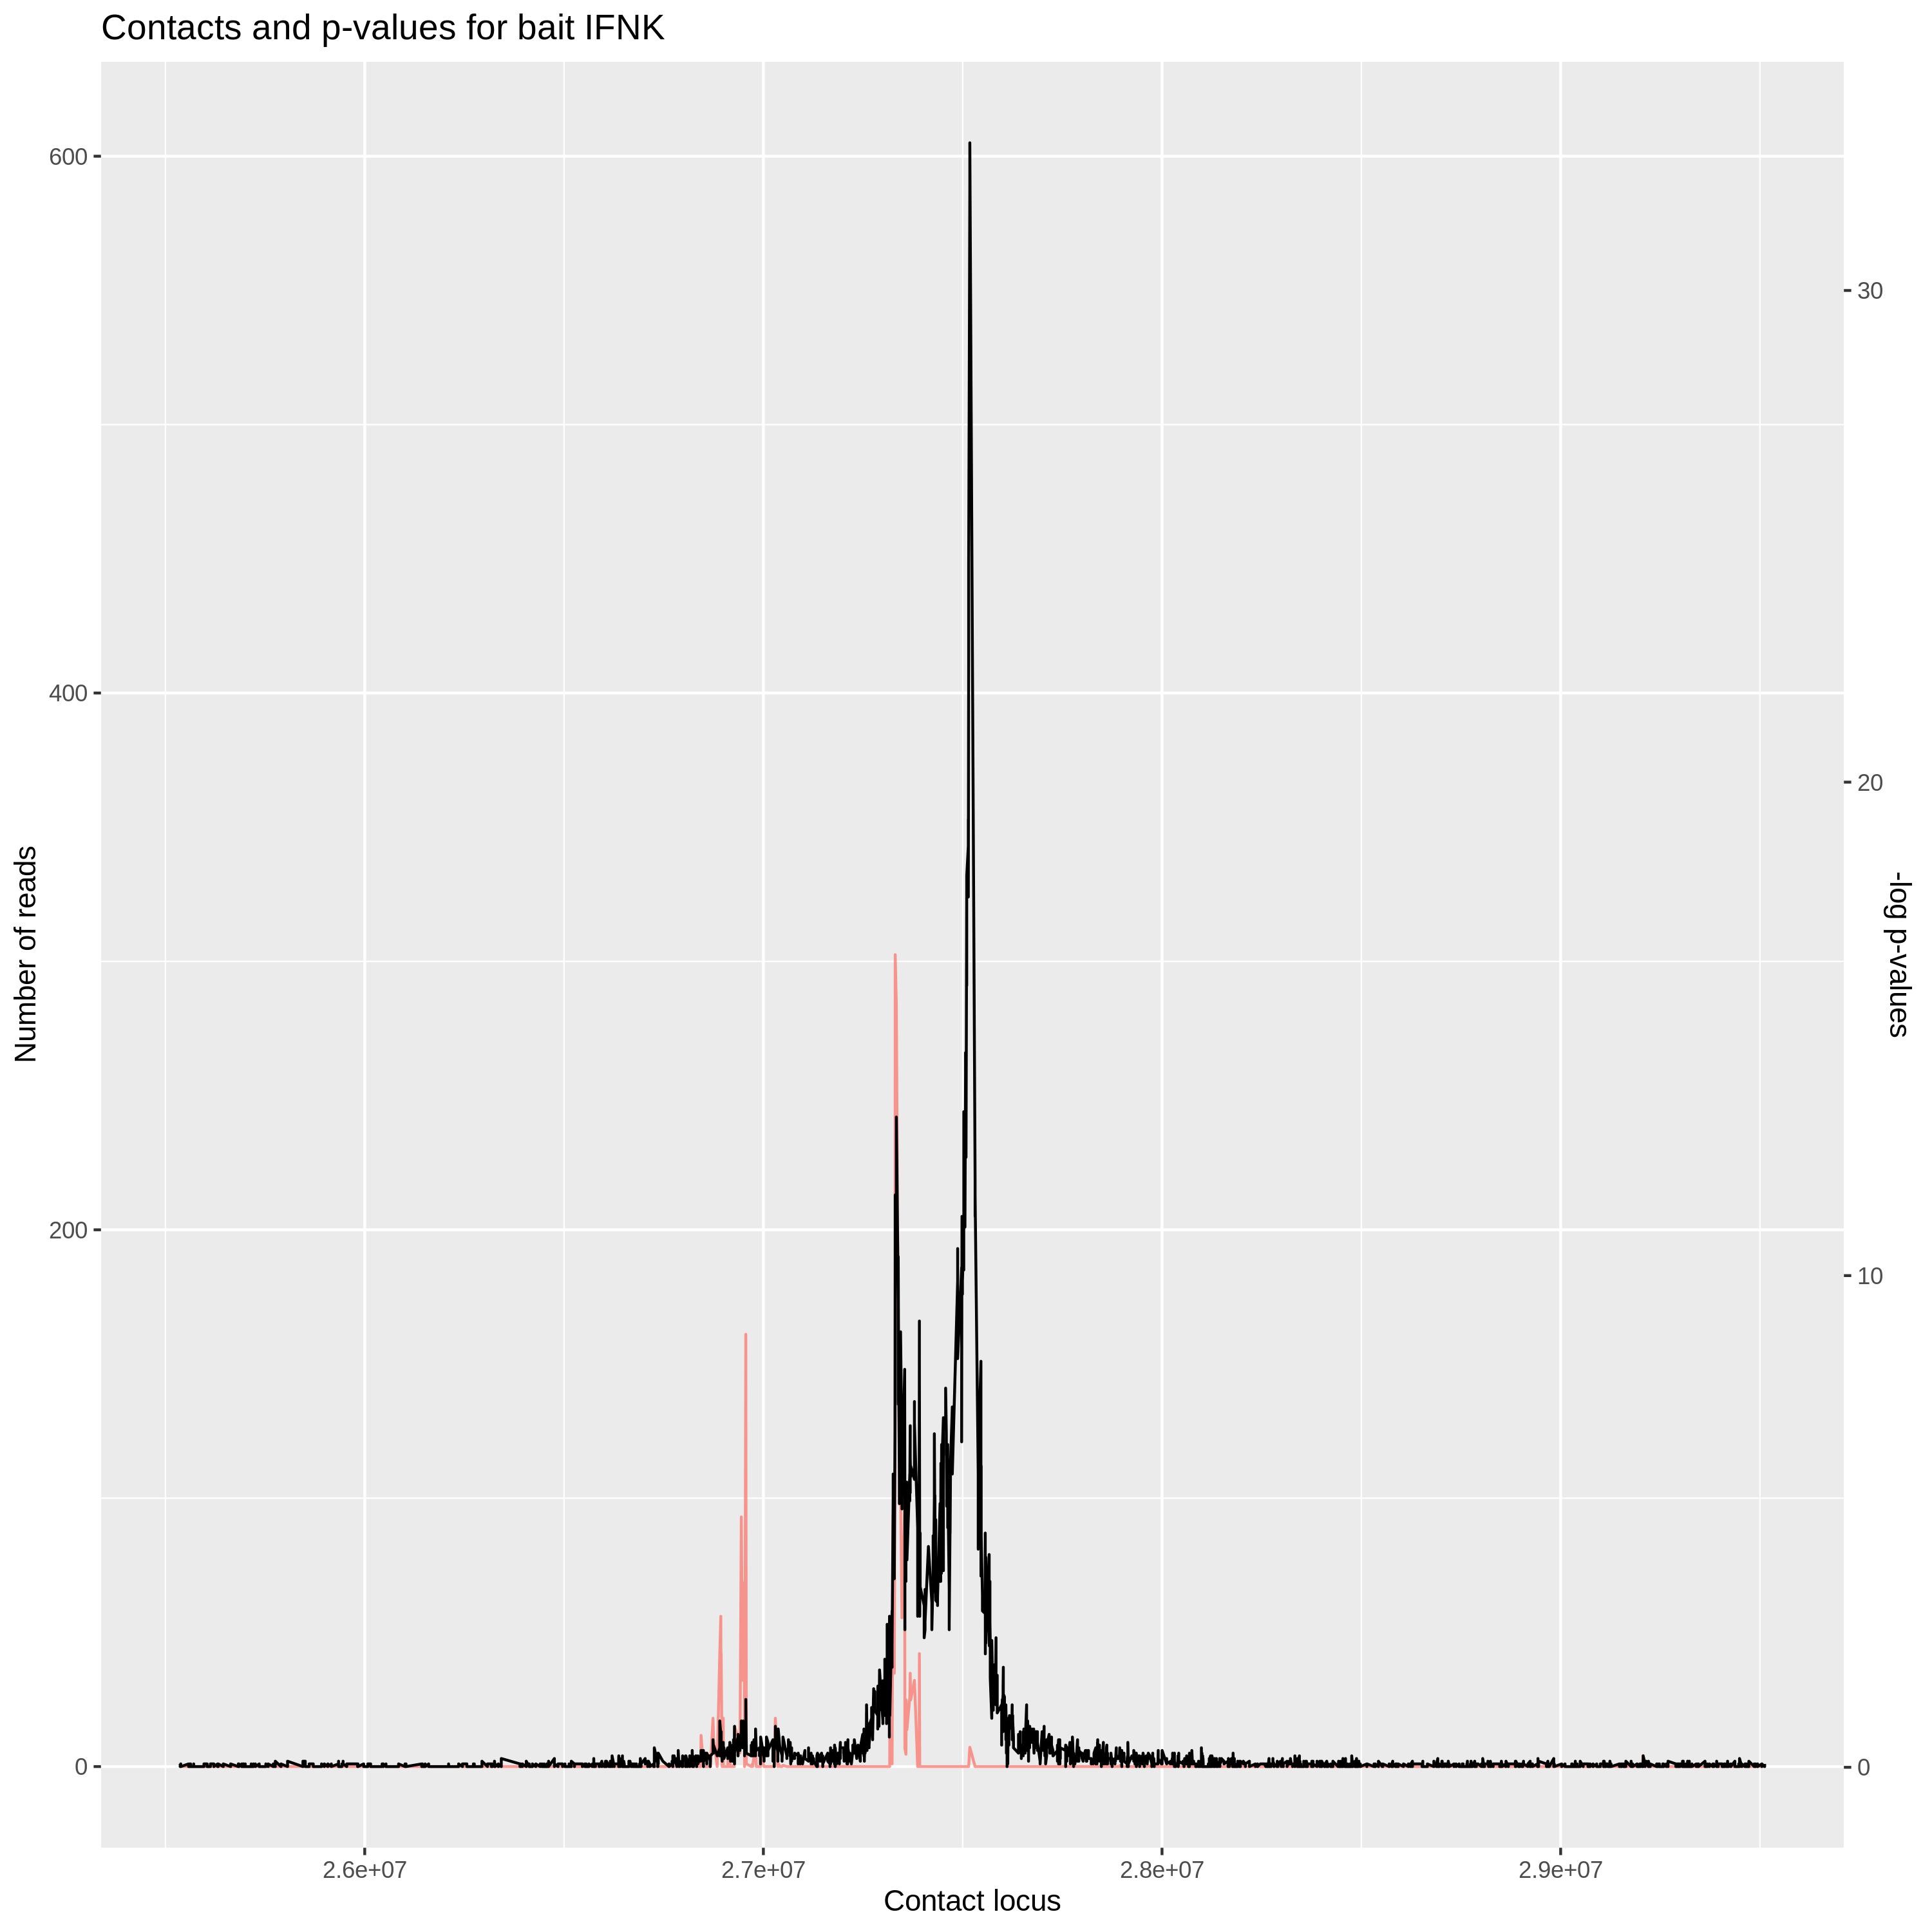 Contacts and p-values for bait IFNK
Number of reads
600
400
200
0
30
20
10
0
-log p-values
2.6e+07 2.7e+07 2.8e+07 2.9e+07
Contact locus